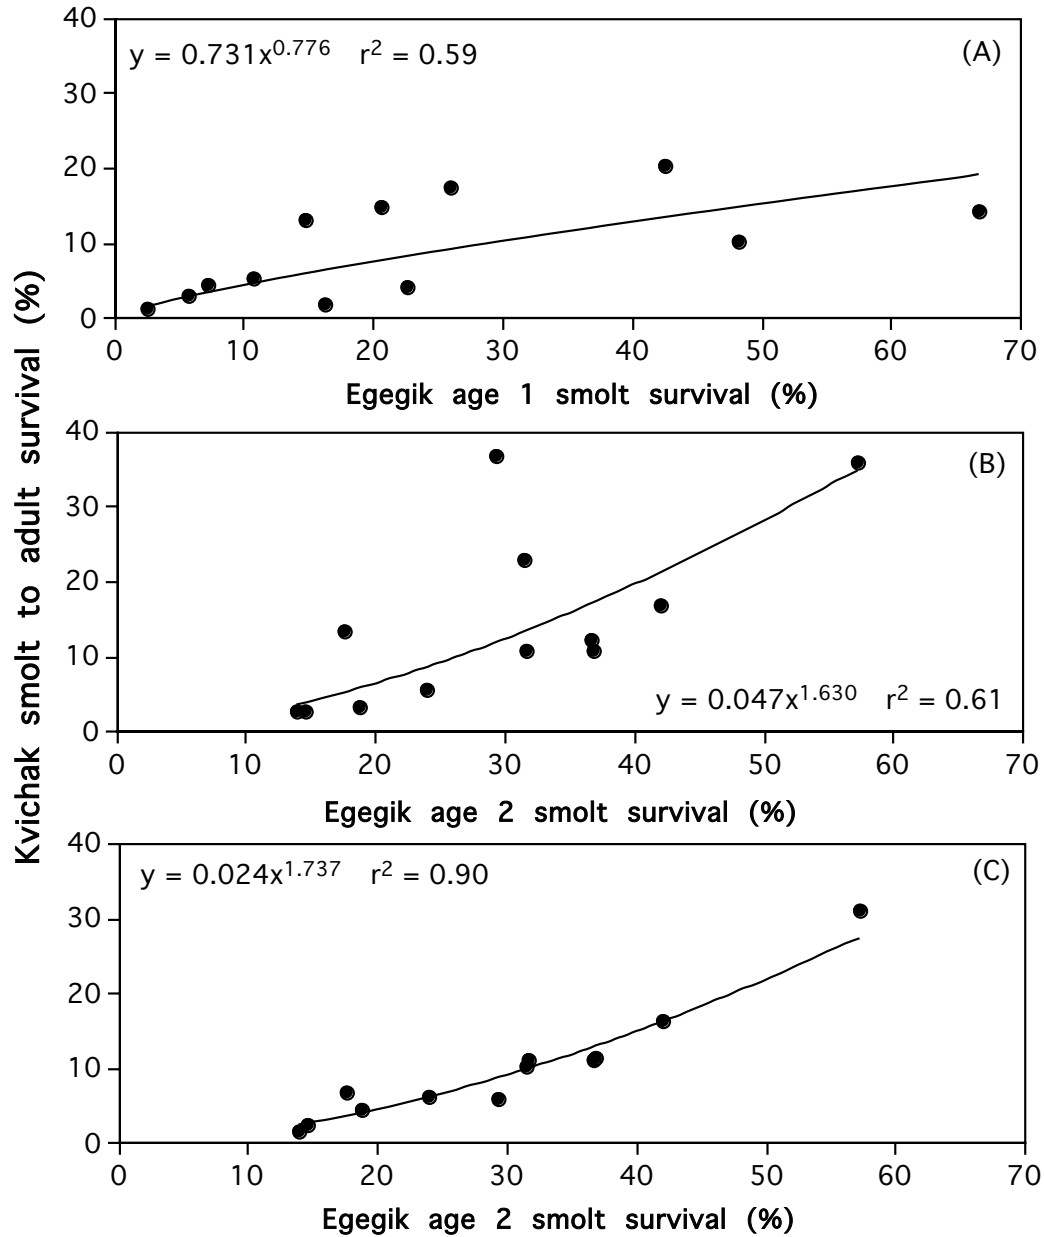 Kvichak smolt to adult survival (%)
40
y = 0.731x^0.776 r^2 = 0.59
(A)
30
20
10
0
0 10 20 30 40 50 60 70
Egegik age 1 smolt survival (%)
40
(B)
30
20
10
y = 0.047x^1.630 r^2 = 0.61
0
0 10 20 30 40 50 60 70
Egegik age 2 smolt survival (%)
40
y = 0.024x^1.737 r^2 = 0.90
(C)
30
20
10
0
0 10 20 30 40 50 60 70
Egegik age 2 smolt survival (%)